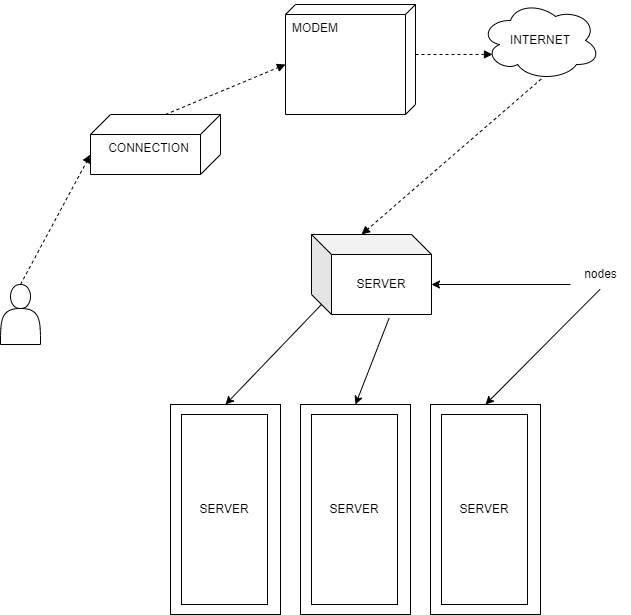 MODEM
INTERNET
CONNECTION
nodes
SERVER
SERVER
SERVER
SERVER